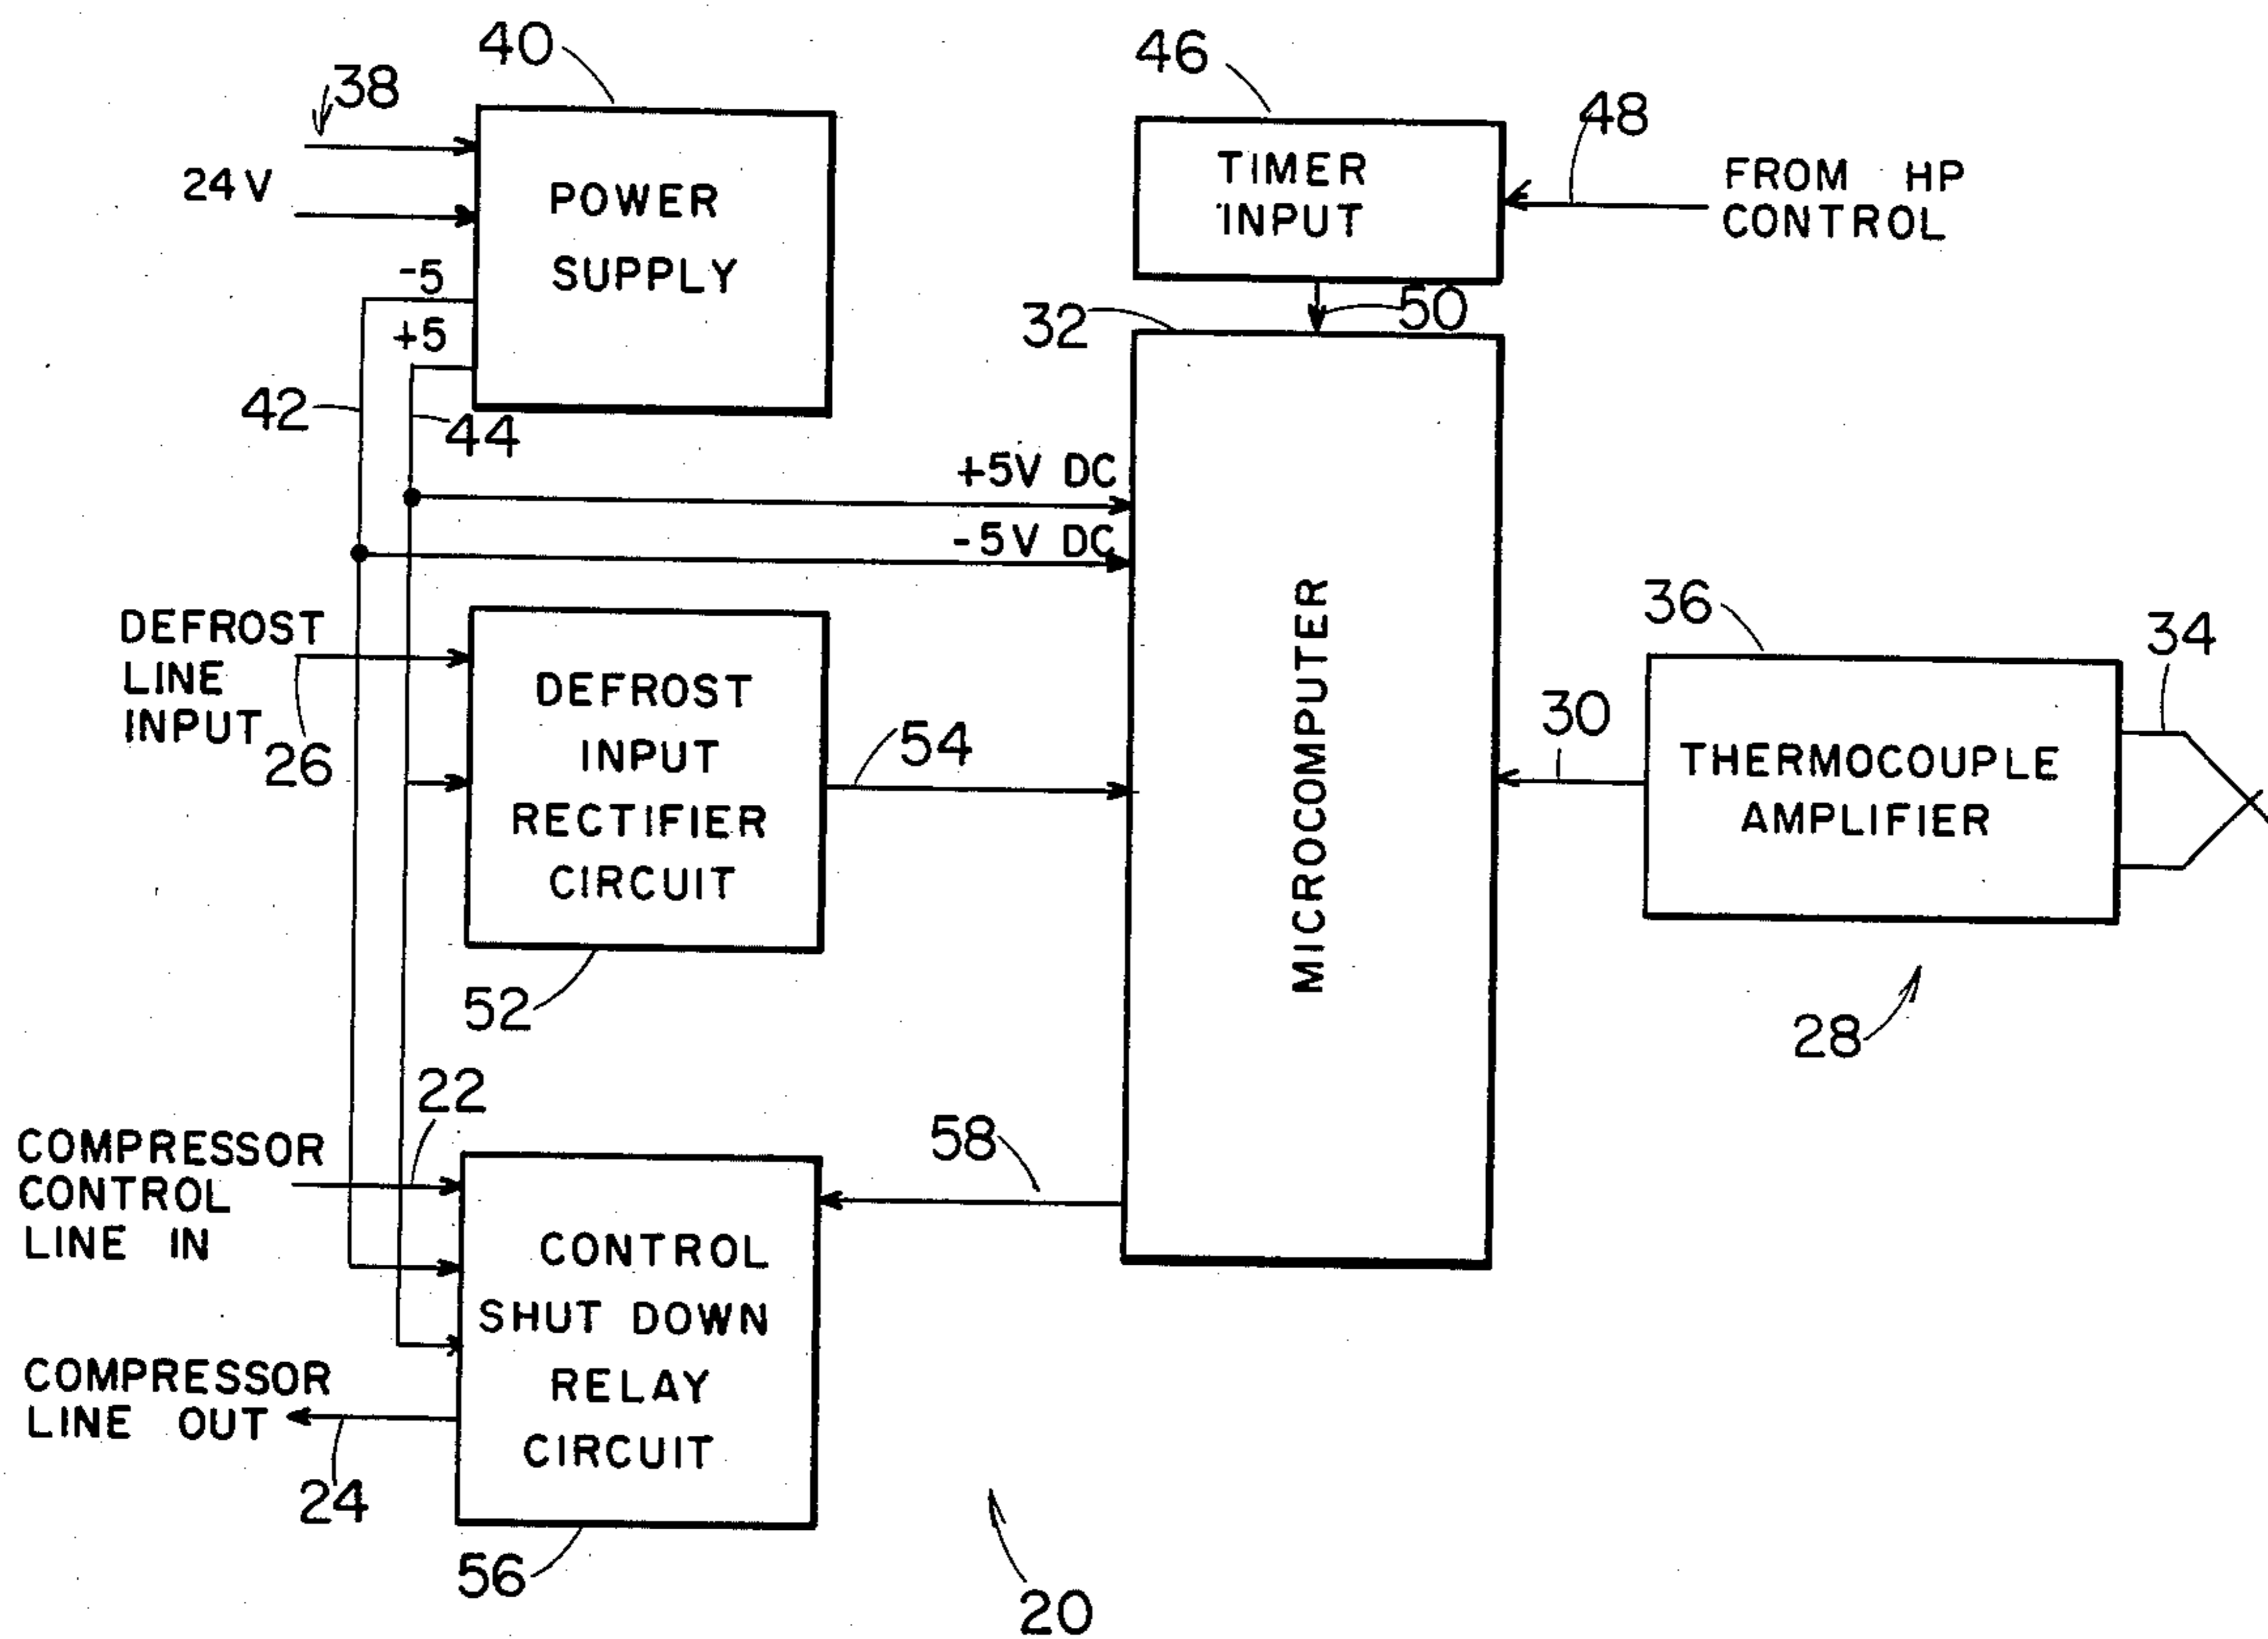 40
46
38
48
24V
POWER
SUPPLY
TIMER
INPUT
FROM HP
CONTROL
-5
+5
50
32
42
44
+5V DC
-5V DC
DEFROST
LINE
INPUT
26
DEFROST
INPUT
RECTIFIER
CIRCUIT
54
MICROCOMPUTER
30
36
34
THERMOCOUPLE
AMPLIFIER
28
52
22
58
COMPRESSOR
CONTROL
LINE IN
CONTROL
SHUT DOWN
RELAY
CIRCUIT
COMPRESSOR
LINE OUT
24
56
20